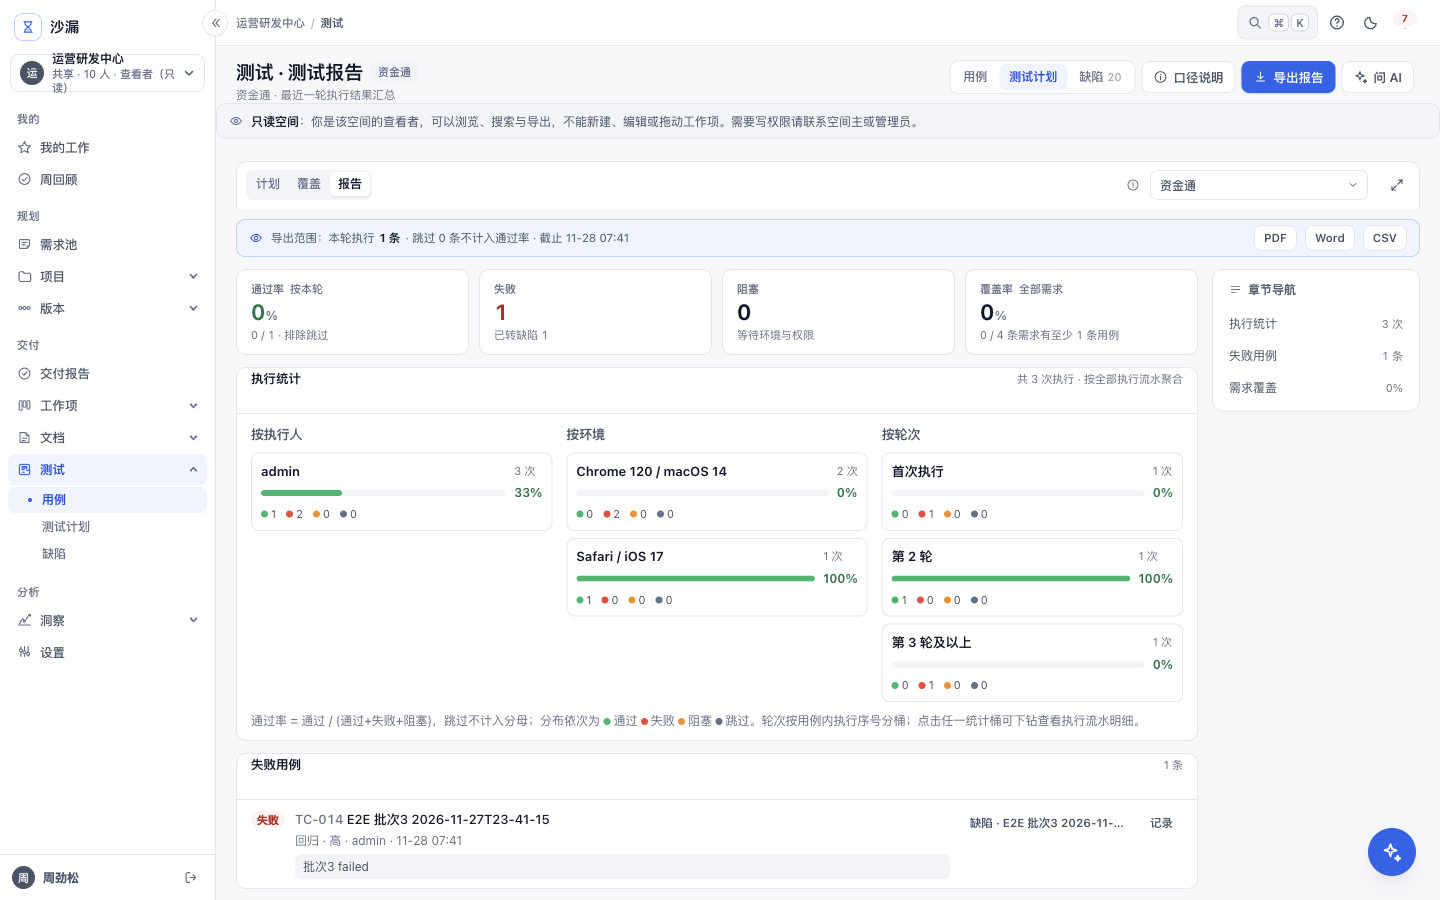 沙漏
运营研发中心 / 测试
⌘ K
7
运
运营研发中心
共享 · 10 人 · 查看者（只读）
测试 · 测试报告 资金通
资金通 · 最近一轮执行结果汇总
用例 测试计划 缺陷 20
口径说明
导出报告
问 AI
只读空间：你是该空间的查看者，可以浏览、搜索与导出，不能新建、编辑或拖动工作项。需要写权限请联系空间主或管理员。
我的
我的工作
周回顾
规划
需求池
项目
版本
交付
交付报告
工作项
文档
测试
用例
测试计划
缺陷
分析
洞察
设置
周 周劲松
计划 覆盖 报告
资金通
导出范围：本轮执行 1 条 · 跳过 0 条不计入通过率 · 截止 11-28 07:41
PDF Word CSV
通过率 按本轮
0%
0 / 1 · 排除跳过
失败
1
已转缺陷 1
阻塞
0
等待环境与权限
覆盖率 全部需求
0%
0 / 4 条需求有至少 1 条用例
章节导航
执行统计 3 次
失败用例 1 条
需求覆盖 0%
执行统计 共 3 次执行 · 按全部执行流水聚合
按执行人
admin 3 次
33%
1 2 0 0
按环境
Chrome 120 / macOS 14 2 次
0%
0 2 0 0
Safari / iOS 17 1 次
100%
1 0 0 0
按轮次
首次执行 1 次
0%
0 1 0 0
第 2 轮 1 次
100%
1 0 0 0
第 3 轮及以上 1 次
0%
0 1 0 0
通过率 = 通过 / (通过+失败+阻塞)，跳过不计入分母；分布依次为 通过 失败 阻塞 跳过。轮次按用例内执行序号分桶；点击任一统计桶可下钻查看执行流水明细。
失败用例 1 条
失败 TC-014 E2E 批次3 2026-11-27T23-41-15
回归 · 高 · admin · 11-28 07:41
批次3 failed
缺陷 · E2E 批次3 2026-11-... 记录